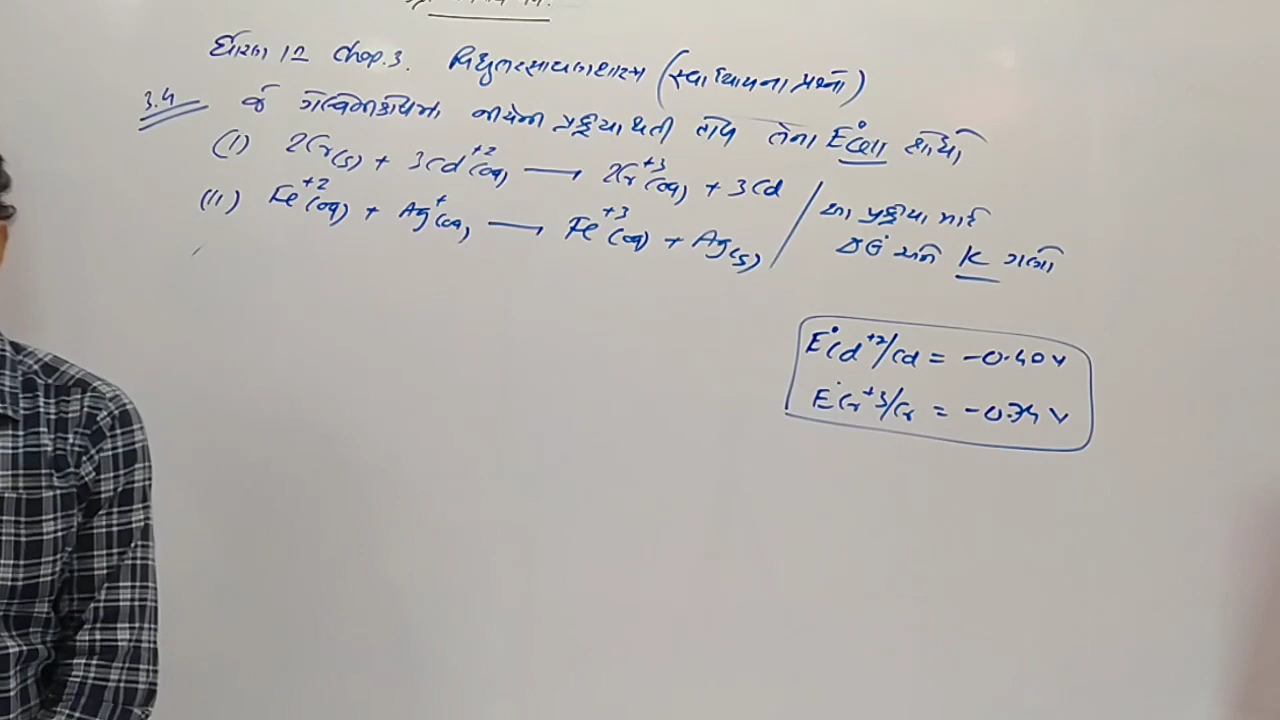 ધોરણ 12 Chap.3. વિદ્યુતરસાયણશાસ્ત્ર (સ્વાધ્યાયના પ્રશ્નો)
3.4 જે ગેલ્વેનિકકોષમાં નીચેની પ્રક્રિયા થતી હોય તેના E°cell શોધો
(I) 2Cr(s) + 3Cd+2(aq) ⟶ 2Cr+3(aq) + 3Cd
(II) Fe+2(aq) + Ag+(aq) ⟶ Fe+3(aq) + Ag(s)
આ પ્રક્રિયા માટે
ΔG° અને K ગણો
E°Cd+2/Cd = -0.40 V
E°Cr+3/Cr = -0.74 V